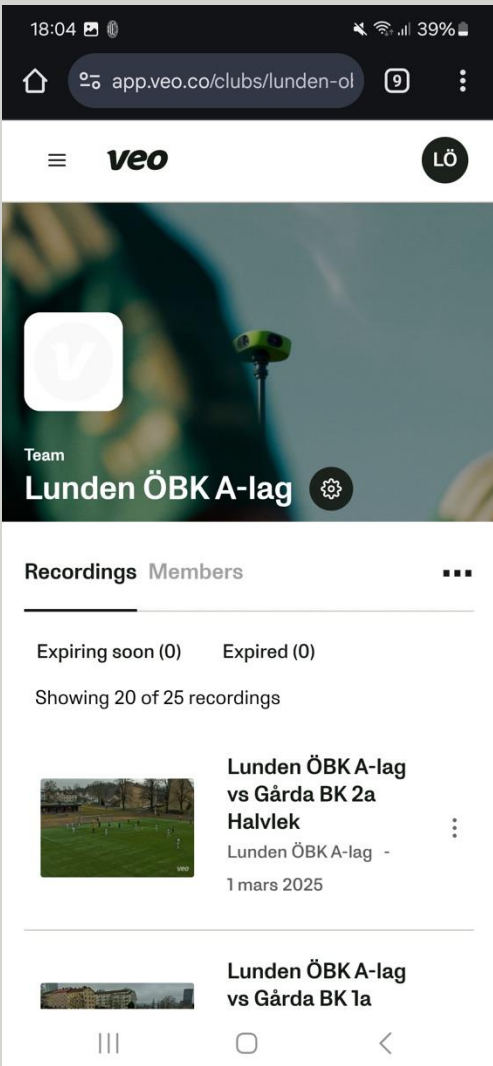 18:04 39%
app.veo.co/clubs/lunden-ol 9
veo LÖ
Team
Lunden ÖBK A-lag
Recordings Members
Expiring soon (0) Expired (0)
Showing 20 of 25 recordings
Lunden ÖBK A-lag
vs Gårda BK 2a
Halvlek
Lunden ÖBK A-lag -
1 mars 2025
veo
Lunden ÖBK A-lag
vs Gårda BK 1a